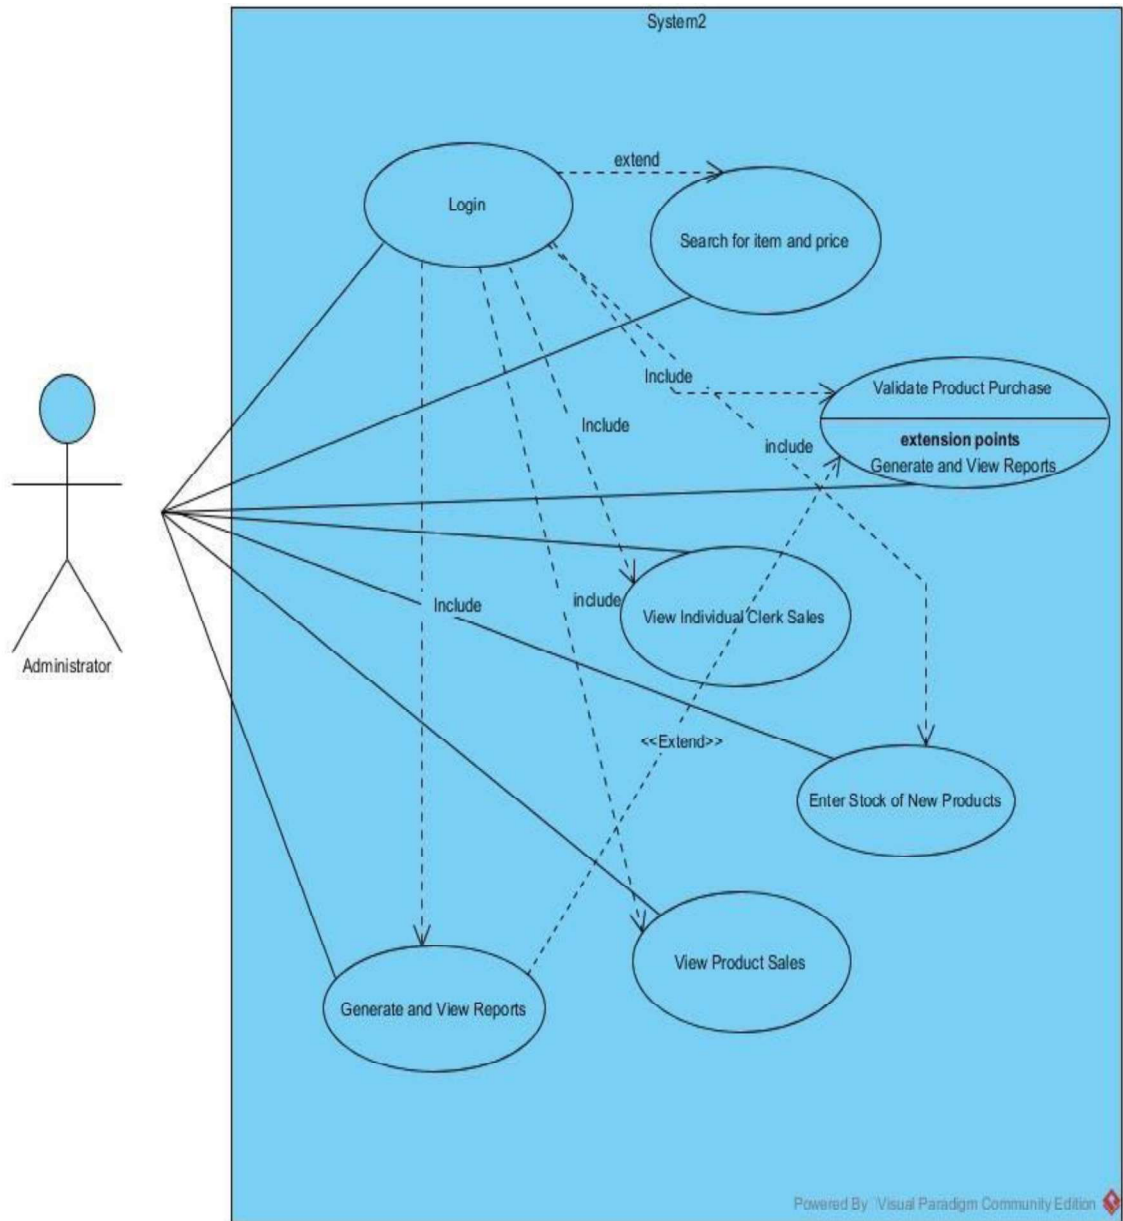 System2
Login
extend
Search for item and price
Include
Validate Product Purchase
extension points
Generate and View Reports
Include
include
Administrator
Include
include
View Individual Clerk Sales
<<Extend>>
Enter Stock of New Products
View Product Sales
Generate and View Reports
Powered By Visual Paradigm Community Edition